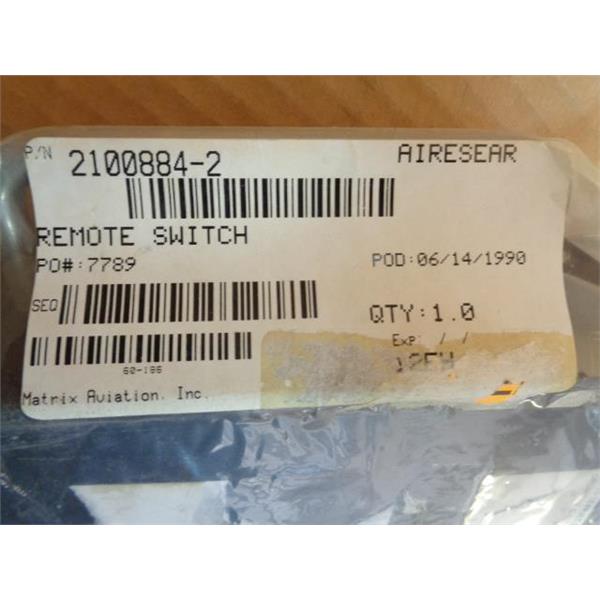 P/N 2100884-2 AIRESEAR
REMOTE SWITCH
PO#:7789 POD:06/14/1990
SEQ
QTY:1.0
Exp: / /
60-186
Matrix Aviation, Inc.